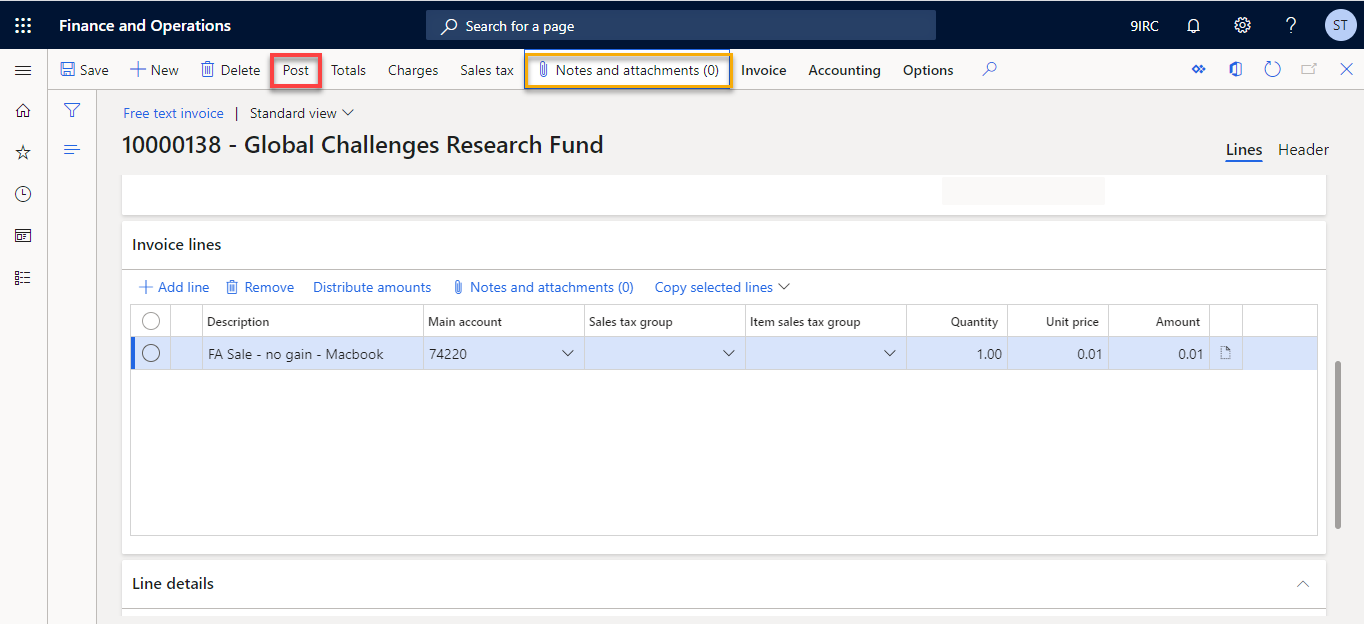 Finance and Operations
Search for a page
9IRC
?
ST
Save
New
Delete
Post
Totals
Charges
Sales tax
Notes and attachments (0)
Invoice
Accounting
Options
Free text invoice | Standard view
10000138 - Global Challenges Research Fund
Lines
Header
Invoice lines
Add line
Remove
Distribute amounts
Notes and attachments (0)
Copy selected lines
Description Main account Sales tax group Item sales tax group Quantity Unit price Amount
FA Sale - no gain - Macbook 74220 1.00 0.01 0.01
Line details